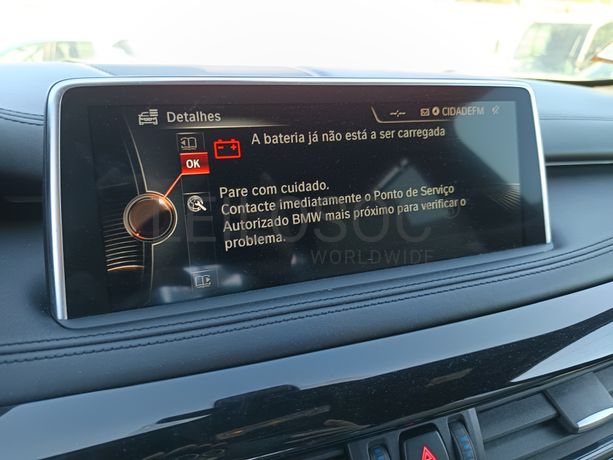 Detalhes
--:-- CIDADEFM
A bateria já não está a ser carregada
OK
Pare com cuidado.
Contacte imediatamente o Ponto de Serviço
Autorizado BMW mais próximo para verificar o
problema.
LEILOSOC
WORLDWIDE